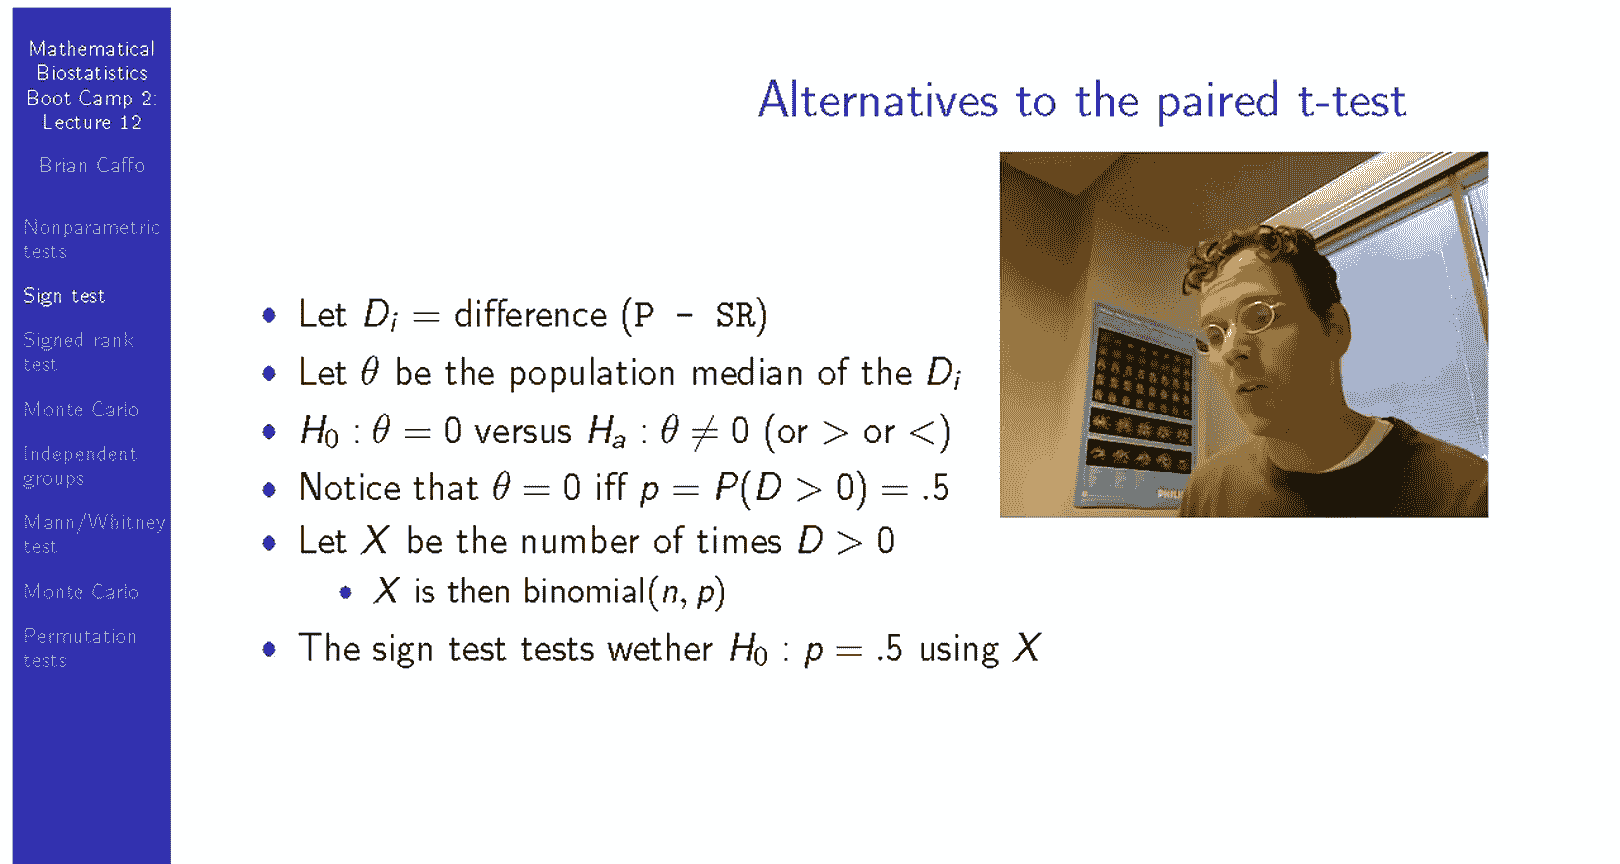 Mathematical
Biostatistics
Boot Camp 2:
Lecture 12
Brian Caffo
Nonparametric
tests
Sign test
Signed rank
test
Monte Carlo
Independent
groups
Mann/Whitney
test
Monte Carlo
Permutation
tests
Alternatives to the paired t-test
• Let Dᵢ = difference (P - SR)
• Let θ be the population median of the Dᵢ
• H₀ : θ = 0 versus Hₐ : θ ≠ 0 (or > or <)
• Notice that θ = 0 iff p = P(D > 0) = .5
• Let X be the number of times D > 0
• X is then binomial(n, p)
• The sign test tests wether H₀ : p = .5 using X
PHILIPS